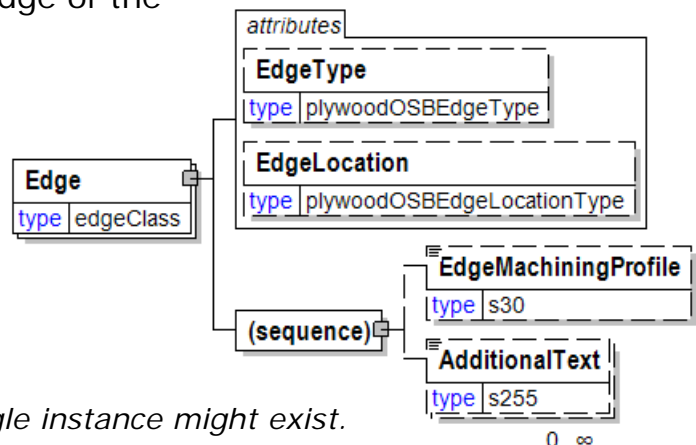 dge of the
attributes
EdgeType
type plywoodOSBEdgeType
EdgeLocation
type plywoodOSBEdgeLocationType
Edge
type edgeClass
EdgeMachiningProfile
type s30
(sequence)
AdditionalText
type s255
0 ∞
gle instance might exist.